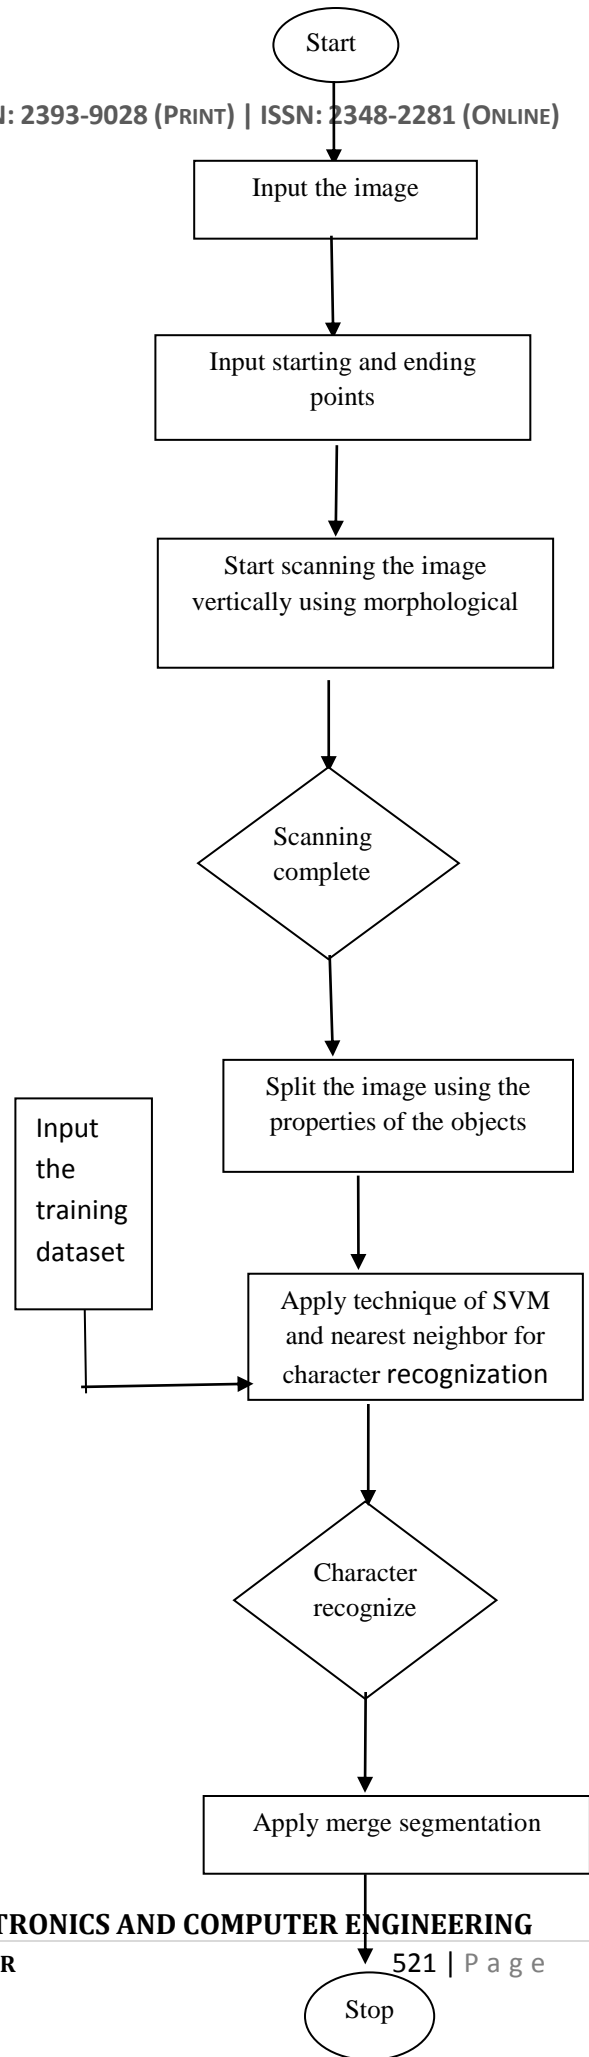 Start
N: 2393-9028 (PRINT) | ISSN: 2348-2281 (ONLINE)
Input the image
Input starting and ending
points
Start scanning the image
vertically using morphological
Scanning
complete
Split the image using the
properties of the objects
Input
the
training
dataset
Apply technique of SVM
and nearest neighbor for
character recognization
Character
recognize
Apply merge segmentation
TRONICS AND COMPUTER ENGINEERING
R 521 | Page
Stop